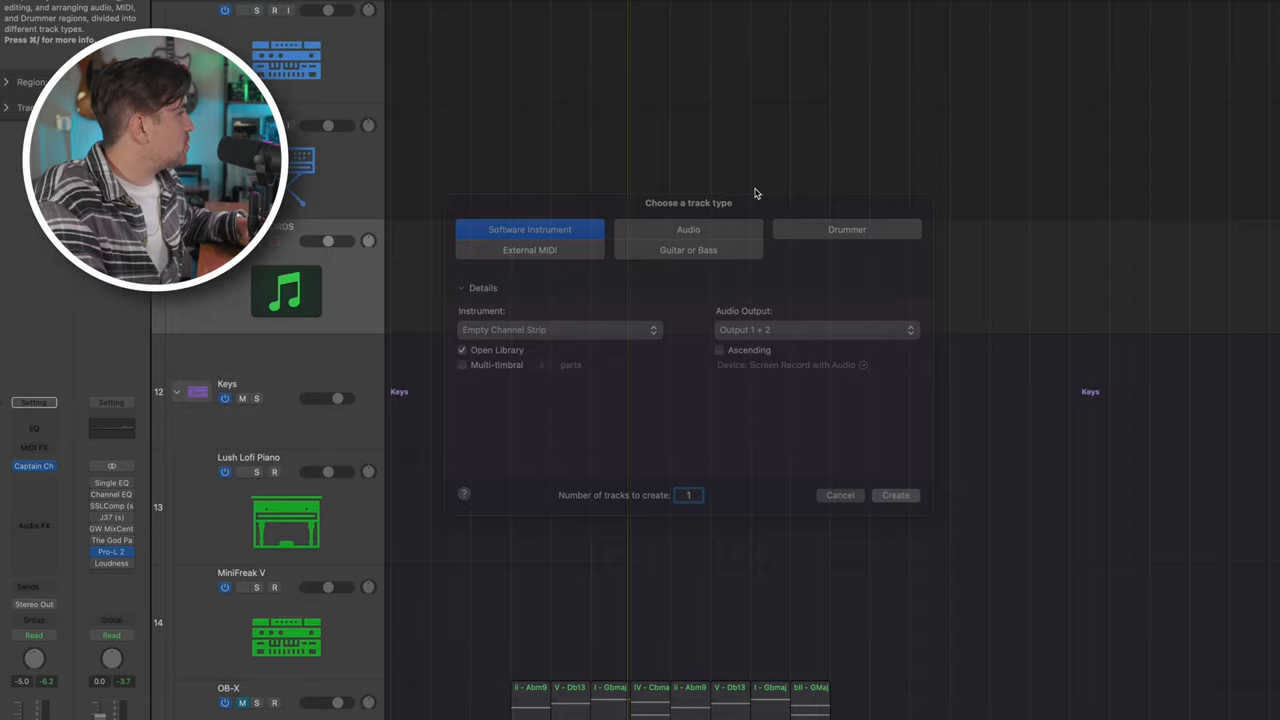 editing, and arranging audio, MIDI,
and Drummer regions, divided into
different track types.
Press ⌘/ for more info.
S R I
Region:
ORDS
Choose a track type
Software Instrument
Audio
Drummer
External MIDI
Guitar or Bass
Details
Instrument:
Audio Output:
Empty Channel Strip
Output 1 + 2
Open Library
Ascending
Multi-timbral
4
parts
Device: Screen Record with Audio
?
Number of tracks to create:
1
Cancel
Create
12
Keys
M S
Keys
Keys
Setting
Setting
EQ
MIDI FX
Captain Ch
Single EQ
Channel EQ
SSLComp (s
J37 (s)
GW MixCent
The God Pa
Pro-L 2
Loudness
Audio FX
Sends
Stereo Out
Group
Group
Read
Read
-5.0 -6.2
0.0 -3.7
Lush Lofi Piano
S R
13
MiniFreak V
S R
14
OB-X
M S R
ii - Abm9
V - Db13
I - Gbmaj
IV - Cbma
ii - Abm9
V - Db13
I - Gbmaj
bII - GMaj